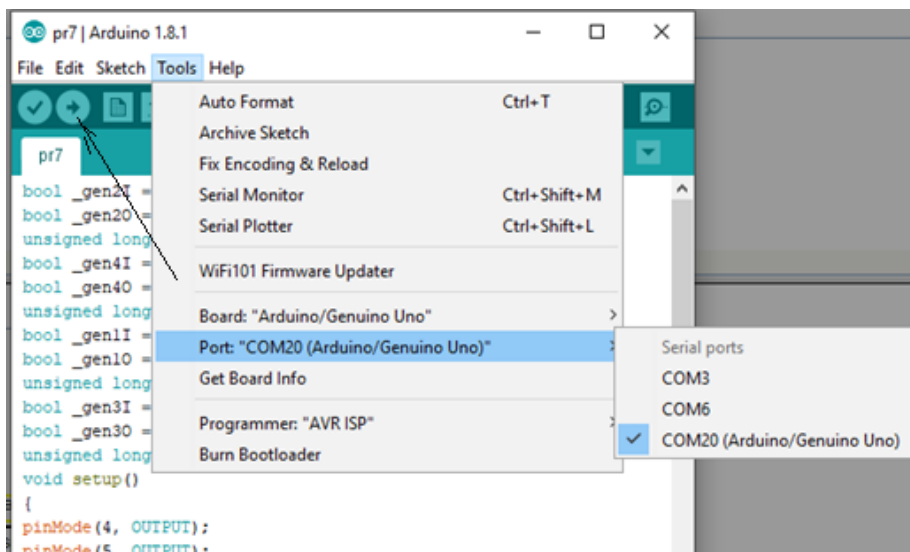 pr7 | Arduino 1.8.1
File Edit Sketch Tools Help
Auto Format Ctrl+T
Archive Sketch
Fix Encoding & Reload
Serial Monitor Ctrl+Shift+M
Serial Plotter Ctrl+Shift+L
WiFi101 Firmware Updater
Board: "Arduino/Genuino Uno"
Port: "COM20 (Arduino/Genuino Uno)"
Get Board Info
Programmer: "AVR ISP"
Burn Bootloader
Serial ports
COM3
COM6
COM20 (Arduino/Genuino Uno)
pr7
bool _gen2I =
bool _gen2O =
unsigned long
bool _gen4I =
bool _gen4O =
unsigned long
bool _gen1I =
bool _gen1O =
unsigned long
bool _gen3I =
bool _gen3O =
unsigned long
void setup()
{
pinMode(4, OUTPUT);
pinMode(5, OUTPUT);